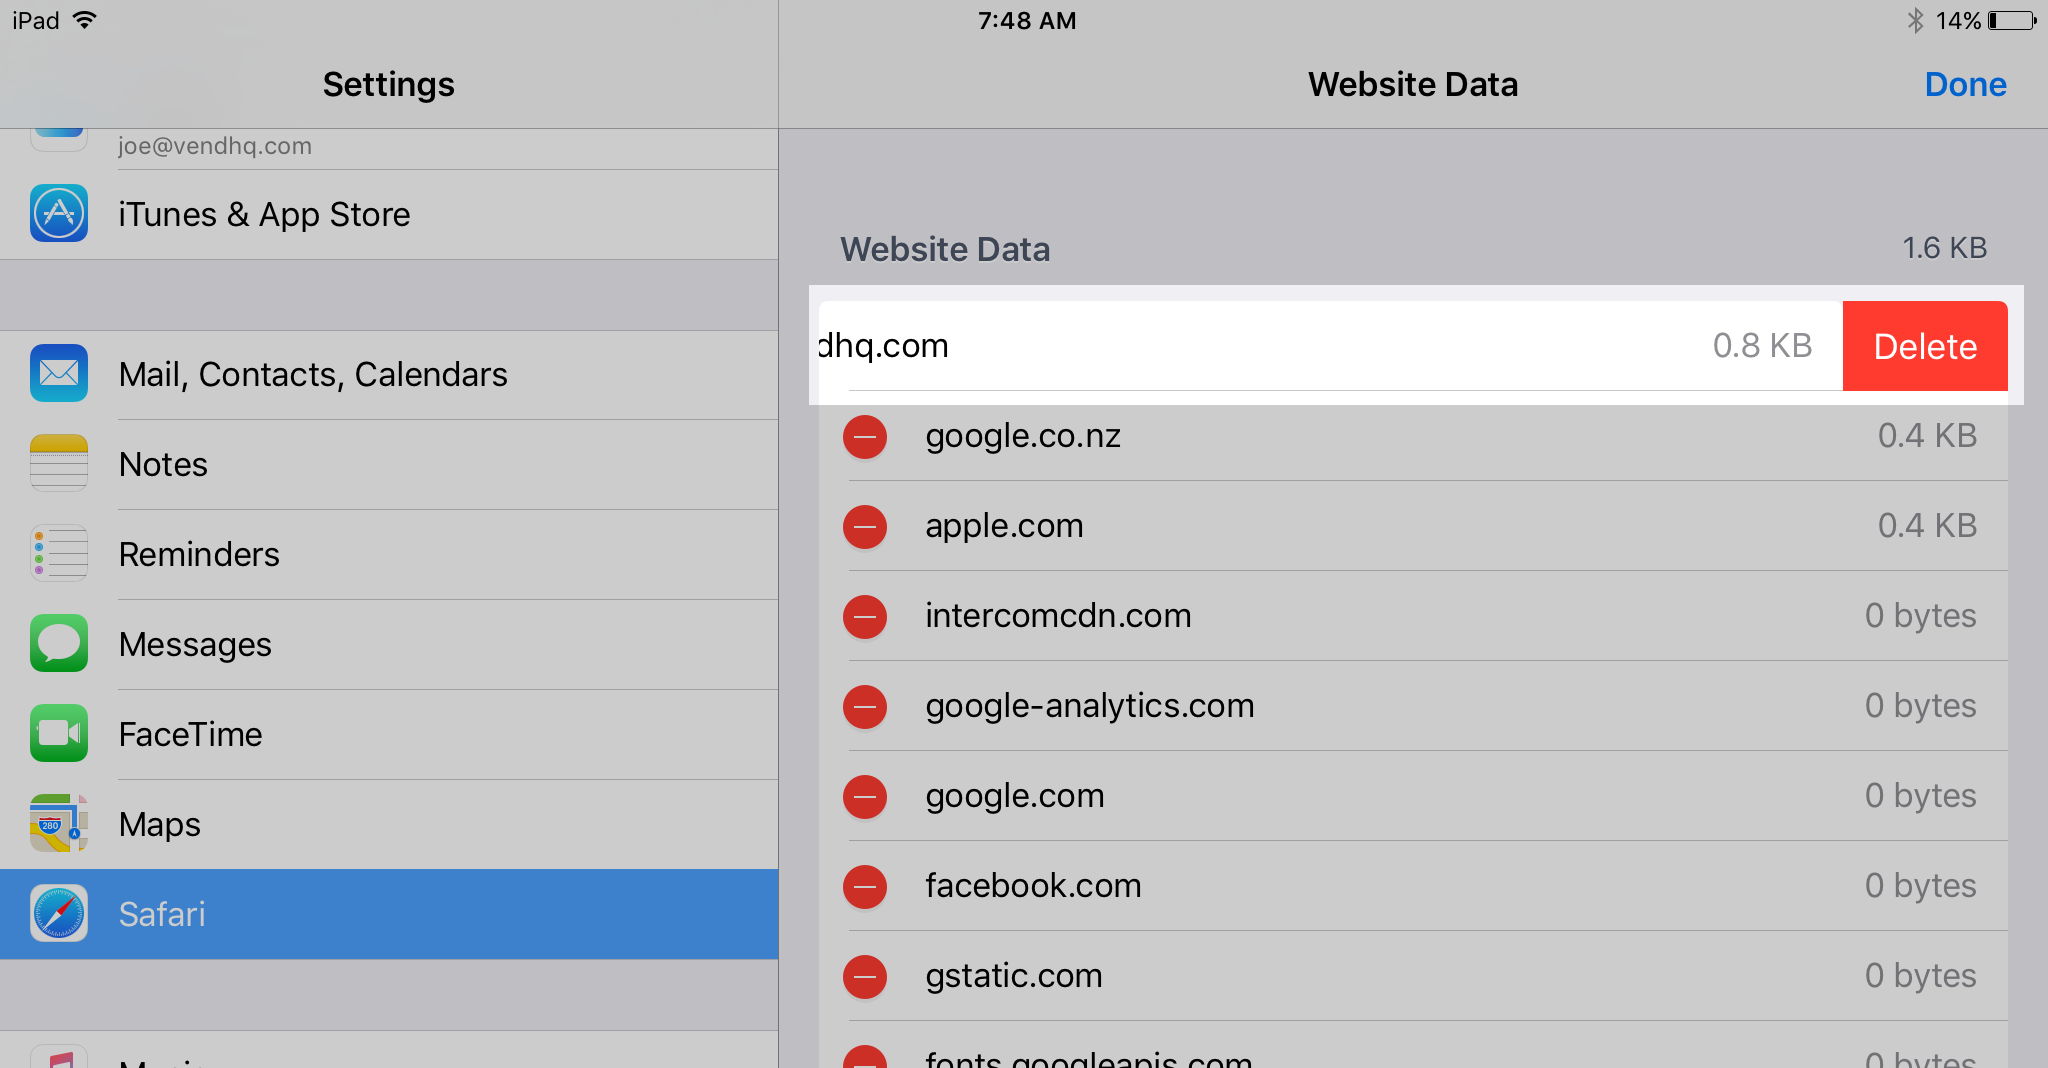 iPad
7:48 AM
14%
Settings
joe@vendhq.com
iTunes & App Store
Mail, Contacts, Calendars
Notes
Reminders
Messages
FaceTime
280
Maps
Safari
Website Data
Done
Website Data 1.6 KB
dhq.com 0.8 KB Delete
google.co.nz 0.4 KB
apple.com 0.4 KB
intercomcdn.com 0 bytes
google-analytics.com 0 bytes
google.com 0 bytes
facebook.com 0 bytes
gstatic.com 0 bytes
fonts.googleapis.com 0 bytes